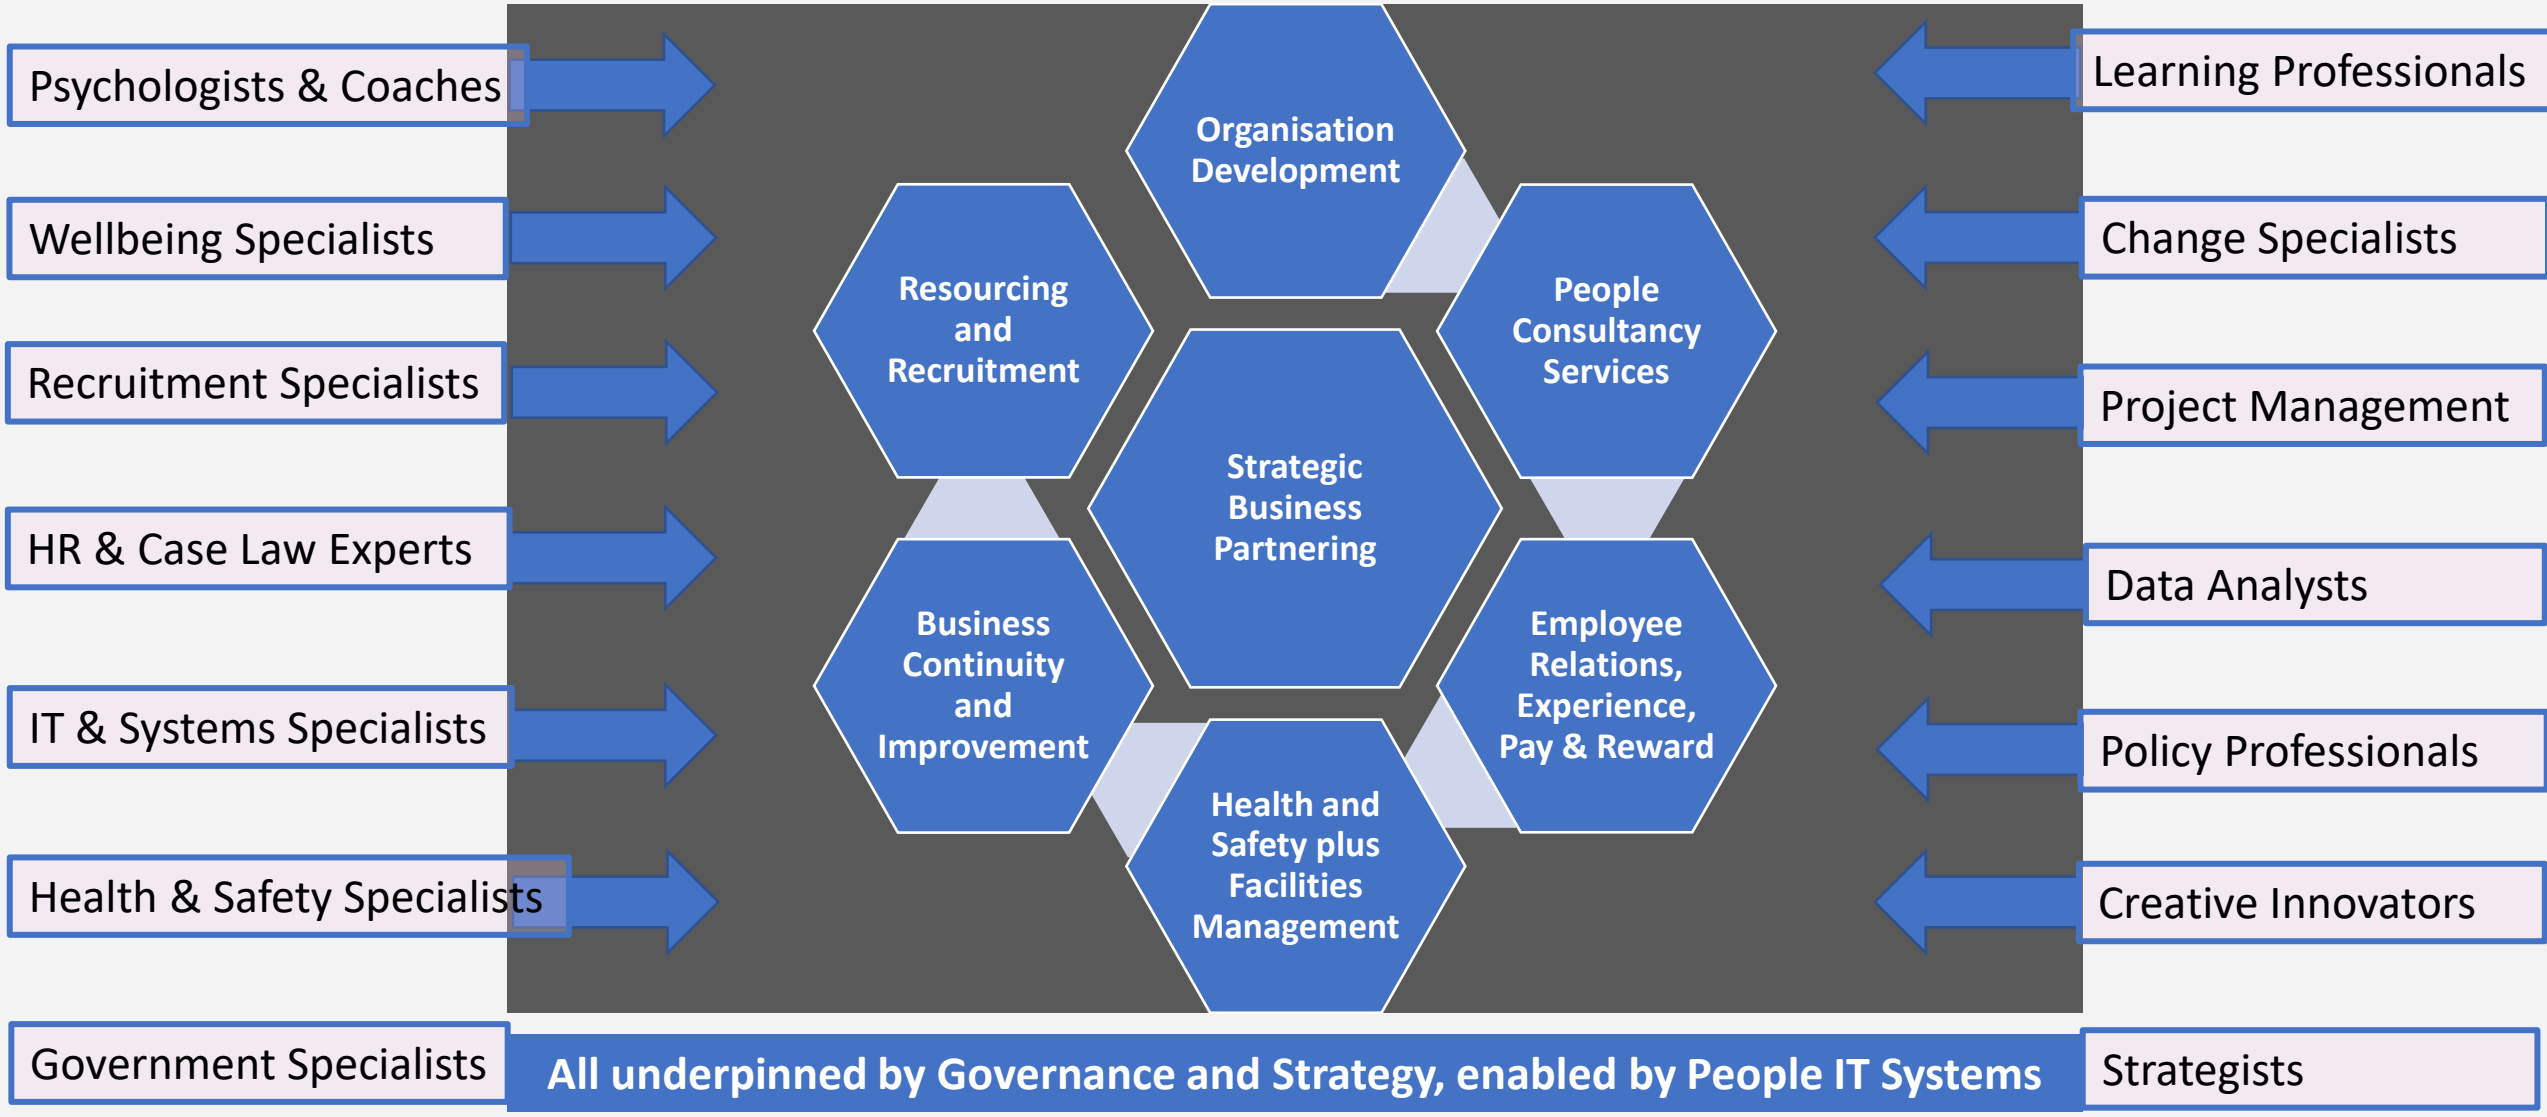 Psychologists & Coaches
Wellbeing Specialists
Recruitment Specialists
HR & Case Law Experts
IT & Systems Specialists
Health & Safety Specialists
Government Specialists
Organisation
Development
Resourcing
and
Recruitment
People
Consultancy
Services
Strategic
Business
Partnering
Business
Continuity
and
Improvement
Employee
Relations,
Experience,
Pay & Reward
Health and
Safety plus
Facilities
Management
All underpinned by Governance and Strategy, enabled by People IT Systems
Learning Professionals
Change Specialists
Project Management
Data Analysts
Policy Professionals
Creative Innovators
Strategists